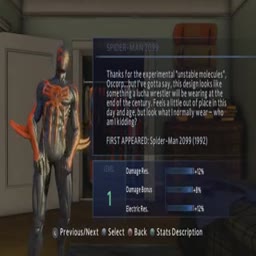 SPIDER-MAN 2099
Thanks for the experimental "unstable molecules",
Oscorp, but I've gotta say, this design looks like
something a lucha wrestler will be wearing at the
end of the century. Feels a little out of place in this
day and age, but look what I normally wear-- who
am I kidding?
FIRST APPEARED: Spider-Man 2099 (1992)
LEVEL
1
Damage Res. +12%
Damage Bonus +8%
Electric Res. +12%
Previous/Next Select Back Stats Description